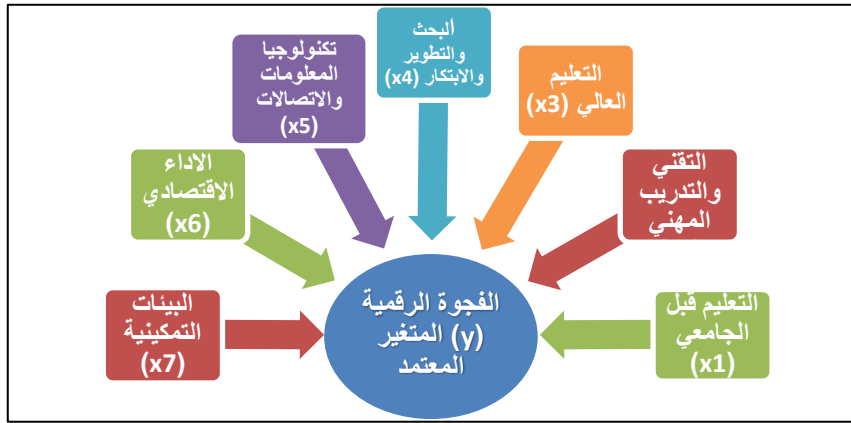 البحث
والتطوير
والابتكار (x4)
تكنولوجيا
المعلومات
والاتصالات
(x5)
التعليم
العالي (x3)
الاداء
الاقتصادي
(x6)
التقني
والتدريب
المهني
البيئات
التمكينية
(x7)
الفجوة الرقمية
(y) المتغير
المعتمد
التعليم قبل
الجامعي
(x1)